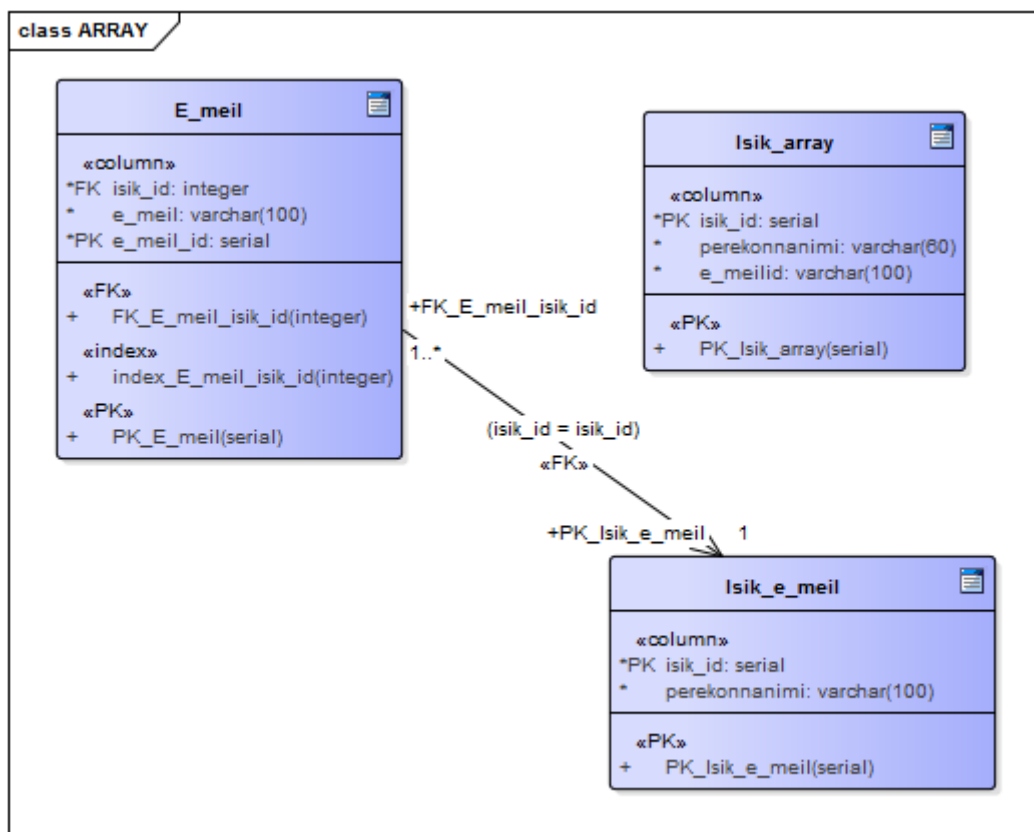 class ARRAY
E_meil
«column»
*FK isik_id: integer
* e_meil: varchar(100)
*PK e_meil_id: serial
«FK»
+ FK_E_meil_isik_id(integer)
«index»
+ index_E_meil_isik_id(integer)
«PK»
+ PK_E_meil(serial)
Isik_array
«column»
*PK isik_id: serial
* perekonnanimi: varchar(60)
* e_meilid: varchar(100)
«PK»
+ PK_Isik_array(serial)
+FK_E_meil_isik_id
1..*
(isik_id = isik_id)
«FK»
+PK_Isik_e_meil 1
Isik_e_meil
«column»
*PK isik_id: serial
* perekonnanimi: varchar(100)
«PK»
+ PK_Isik_e_meil(serial)